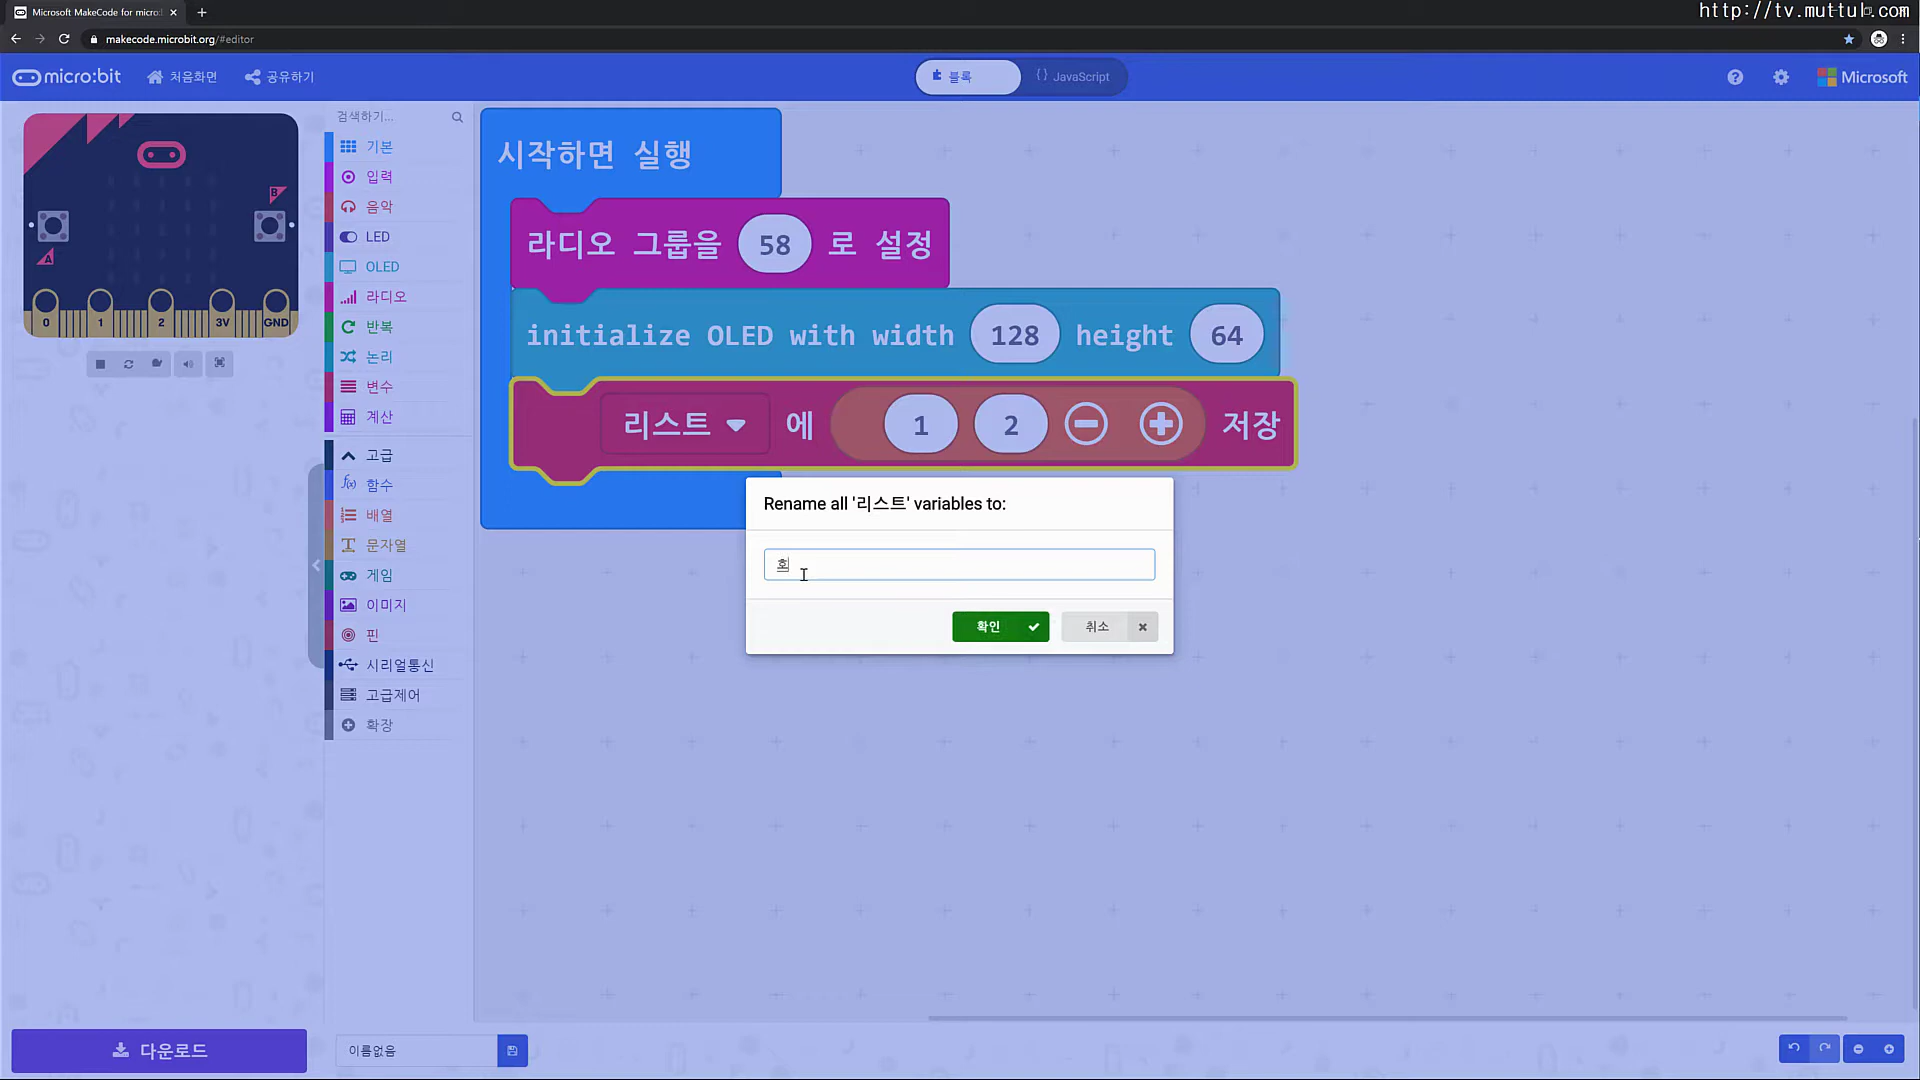 Microsoft MakeCode for micro:
http://tv.muttul.com
makecode.microbit.org/#editor
micro:bit
처음화면
공유하기
블록
{} JavaScript
Microsoft
검색하기...
기본
입력
음악
LED
OLED
라디오
반복
논리
변수
계산
고급
함수
배열
문자열
게임
이미지
핀
시리얼통신
고급제어
확장
B
A
0 1 2 3V GND
시작하면 실행
라디오 그룹을 58 로 설정
initialize OLED with width 128 height 64
리스트 에 1 2 저장
Rename all '리스트' variables to:
확인
취소
다운로드
이름없음